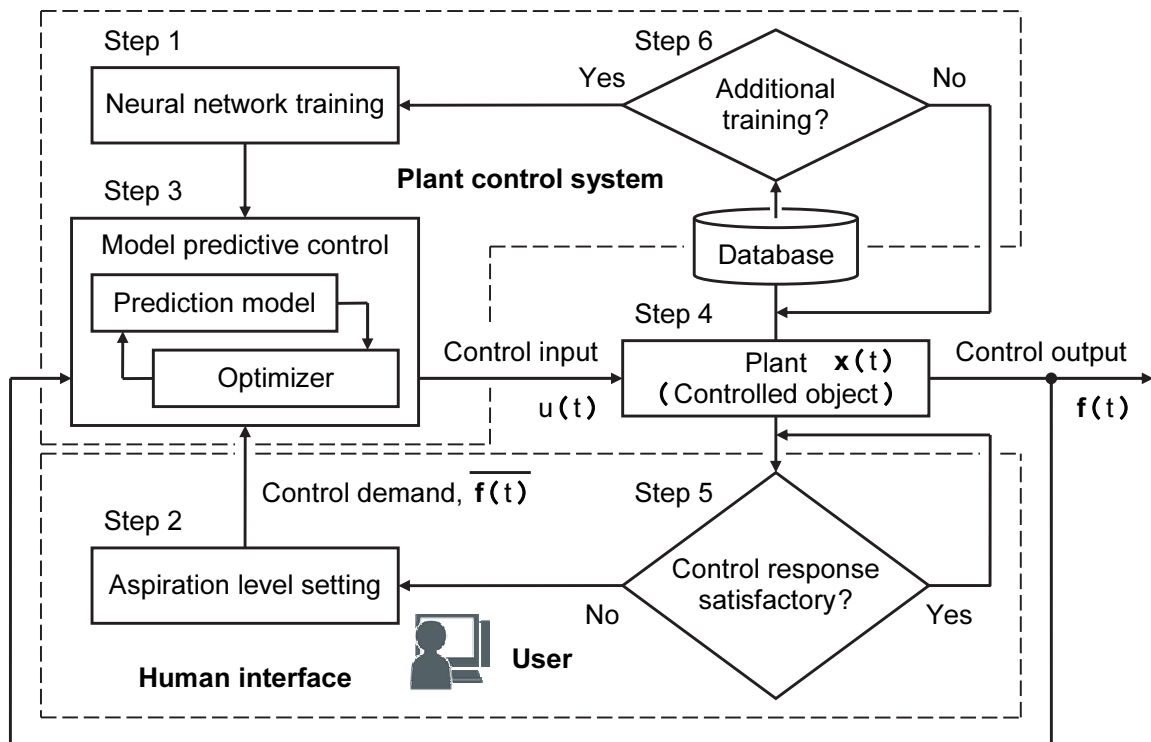 Step 1
Step 6
Yes
No
Neural network training
Additional
training?
Plant control system
Step 3
Model predictive control
Database
Prediction model
Step 4
Optimizer
Control input
u(t)
Plant x(t)
(Controlled object)
Control output
f(t)
Control demand, f(t)
Step 5
Step 2
Aspiration level setting
Control response
satisfactory?
No
Yes
User
Human interface